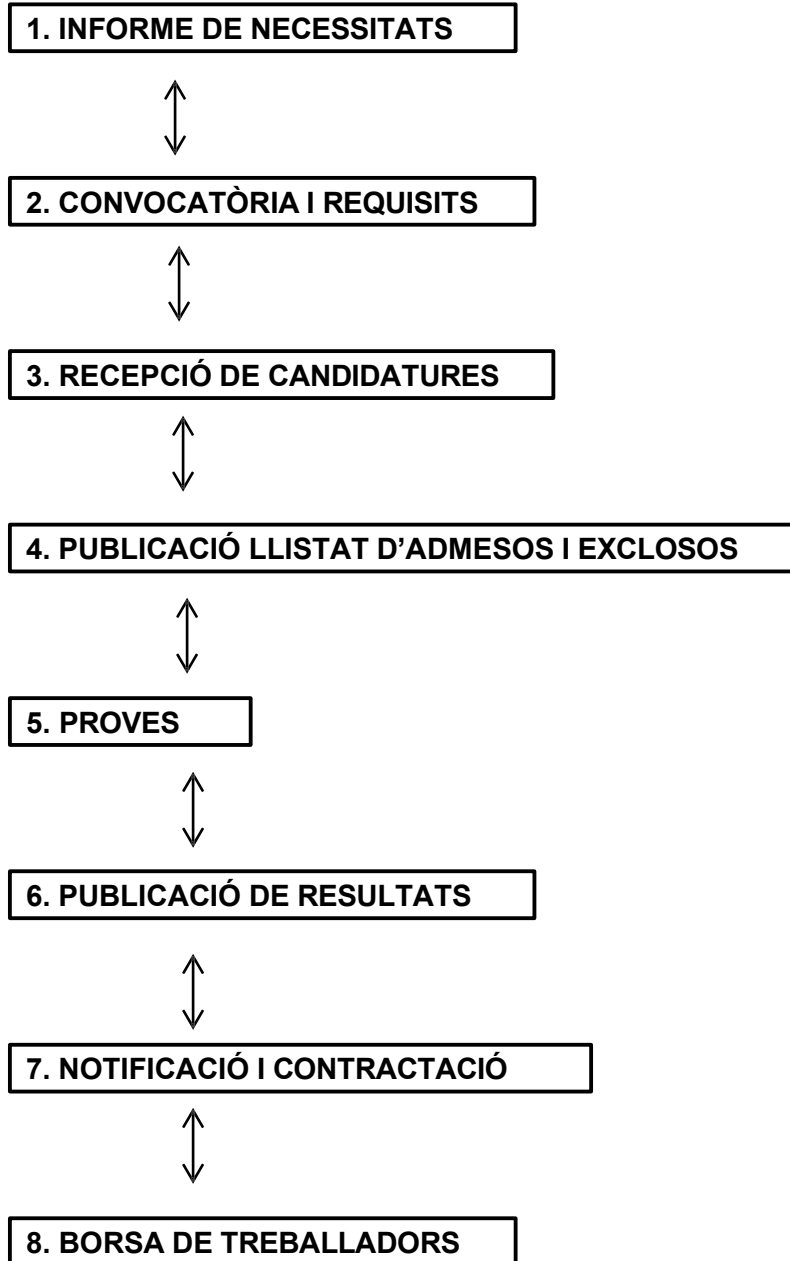 1. INFORME DE NECESSITATS
2. CONVOCATÒRIA I REQUISITS
3. RECEPCIÓ DE CANDIDATURES
4. PUBLICACIÓ LLISTAT D’ADMESOS I EXCLOSOS
5. PROVES
6. PUBLICACIÓ DE RESULTATS
7. NOTIFICACIÓ I CONTRACTACIÓ
8. BORSA DE TREBALLADORS